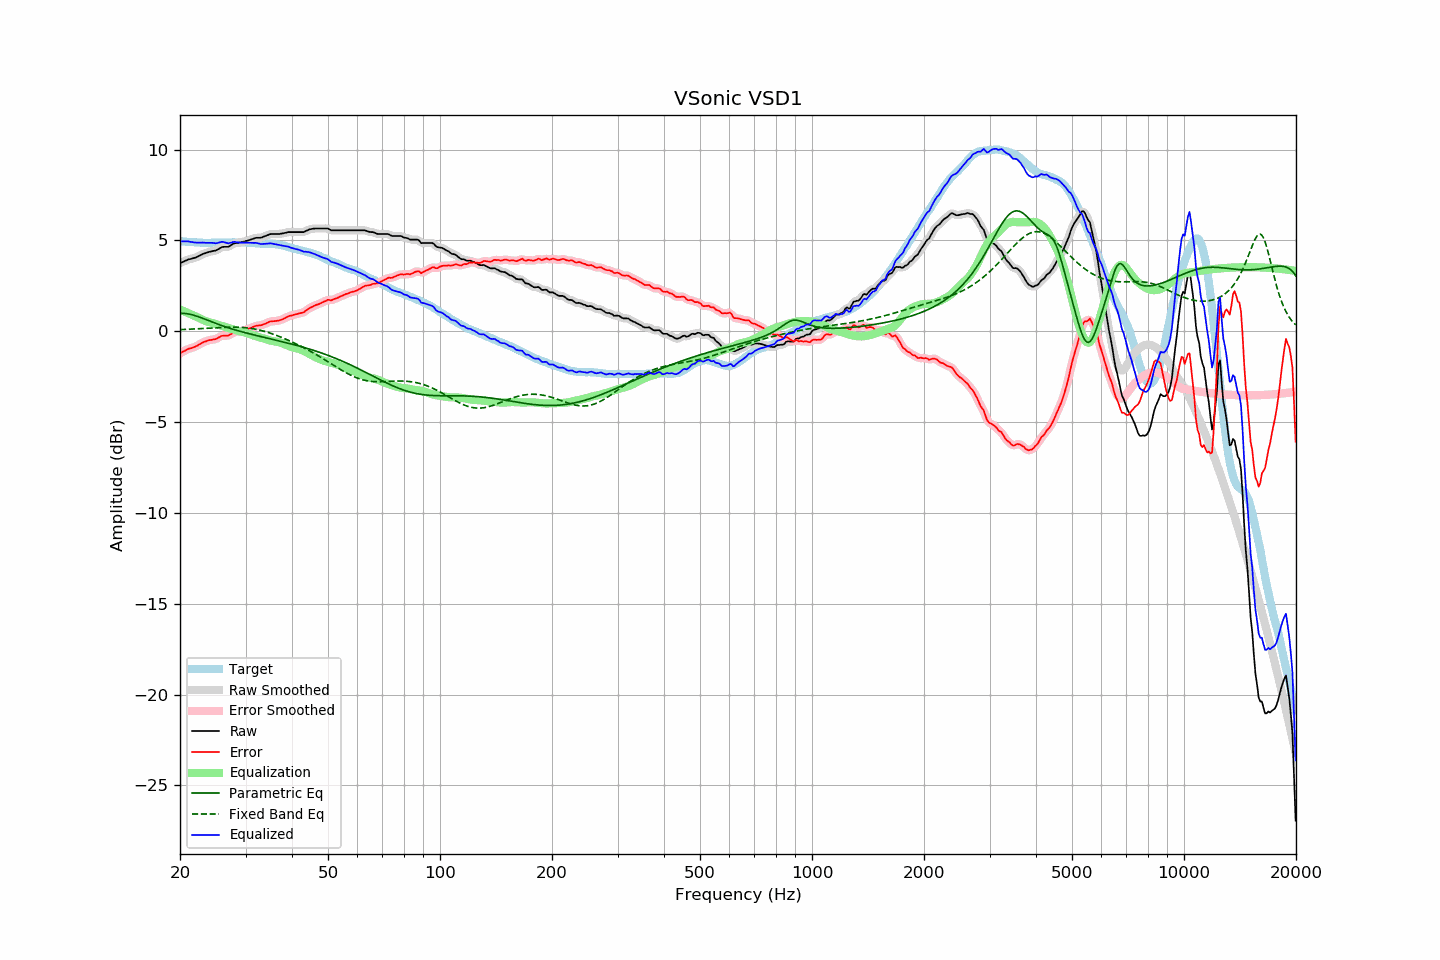 VSonic VSD1
Amplitude (dBr)
10
5
0
−5
−10
−15
−20
−25
Target
Raw Smoothed
Error Smoothed
Raw
Error
Equalization
Parametric Eq
Fixed Band Eq
Equalized
20 50 100 200 500 1000 2000 5000 10000 20000
Frequency (Hz)